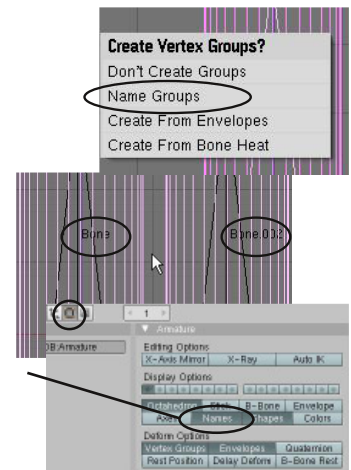 Create Vertex Groups?
Don't Create Groups
Name Groups
Create From Envelopes
Create From Bone Heat
Bone Bone.002
1
Armature
OB:Armature
Editing Options
X-Axis Mirror X-Ray Auto IK
Display Options
Octahedron Stick B-Bone Envelope
Axes Names Shapes Colors
Deform Options
Vertex Groups Envelopes Quaternion
Rest Position Delay Deform B-Bone Rest